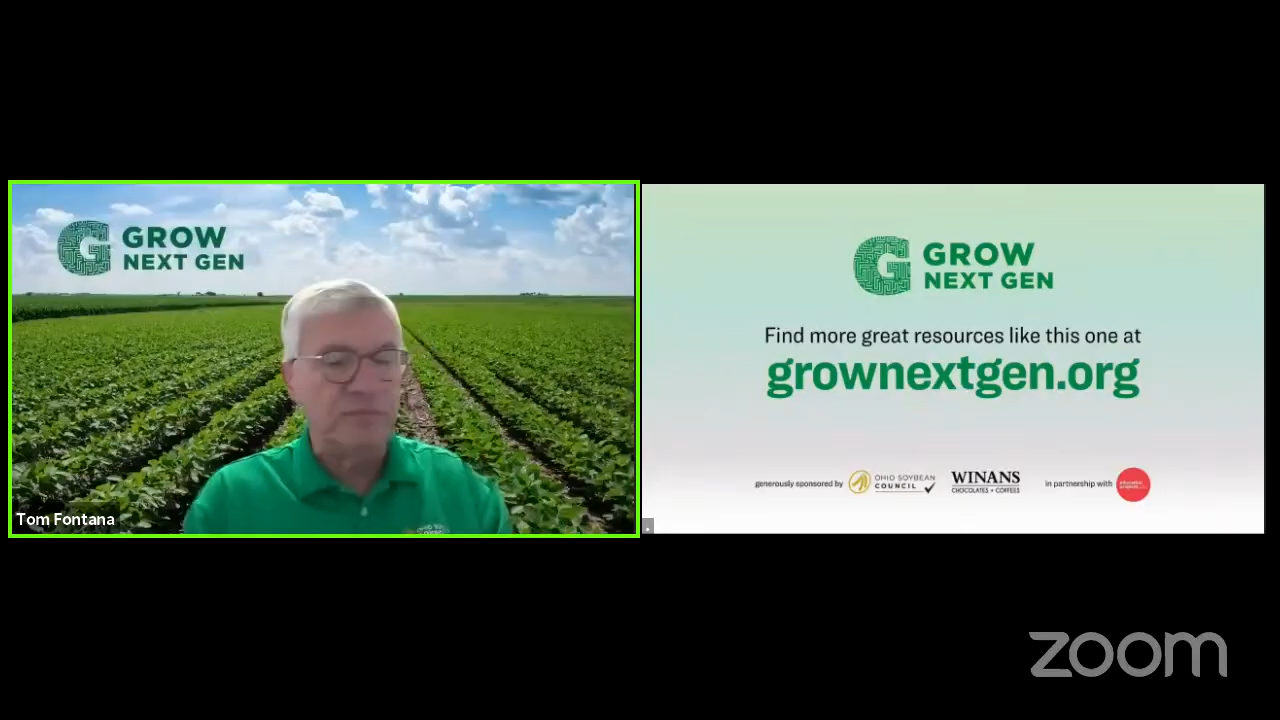 GROW
NEXT GEN
Tom Fontana
GROW
NEXT GEN
Find more great resources like this one at
grownextgen.org
generously sponsored by
OHIO SOYBEAN
COUNCIL
WINANS
CHOCOLATES + COFFEES
in partnership with
zoom